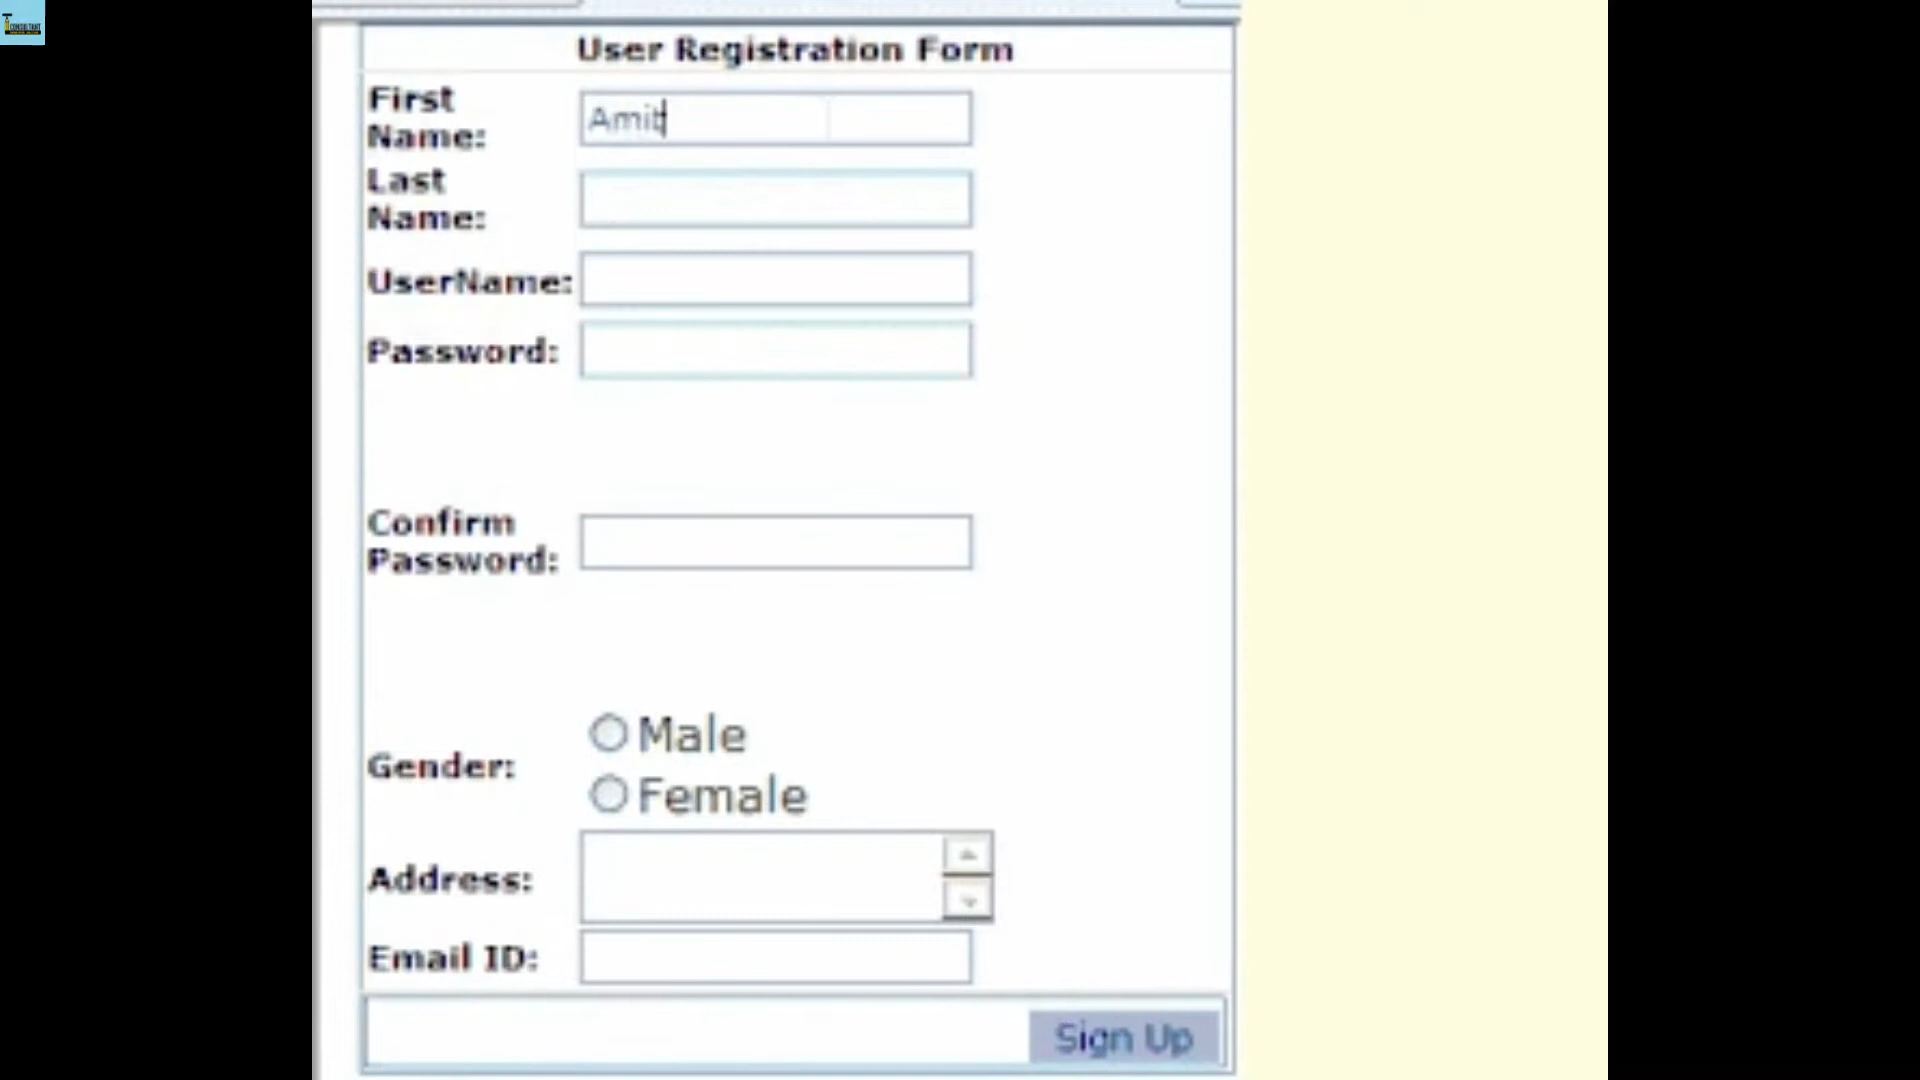 CONSULTANT
User Registration Form
First
Name:
Amit
Last
Name:
UserName:
Password:
Confirm
Password:
Gender:
Male
Female
Address:
Email ID:
Sign Up